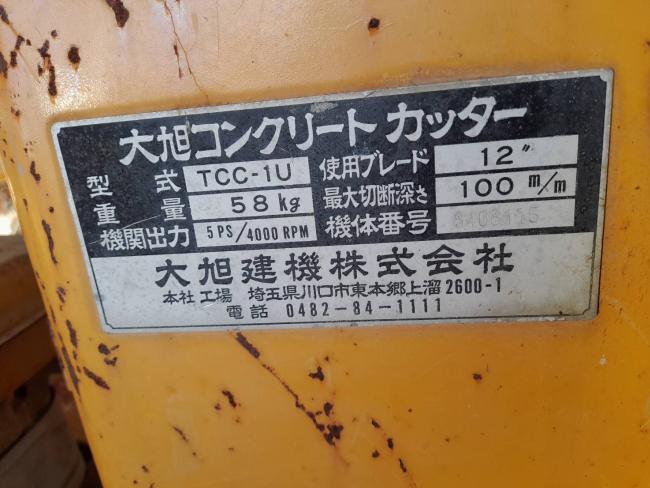 大旭コンクリートカッター
型式 TCC-1U 使用ブレード 12″
重量 58kg 最大切断深さ 100 m/m
機関出力 5PS/4000RPM 機体番号
大旭建機株式会社
本社工場 埼玉県川口市東本郷上溜2600-1
電話 0482-84-1111